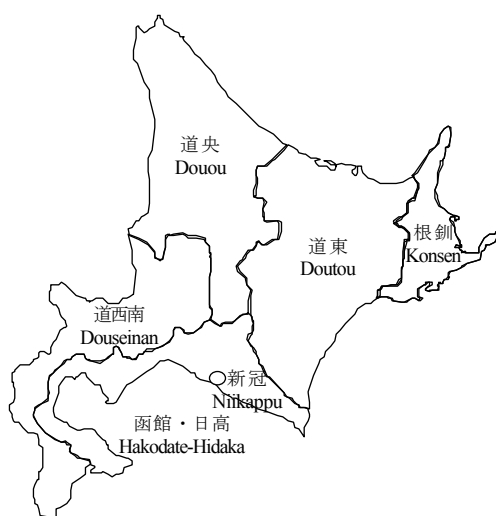 道央
Douou
道東
Doutou
根釧
Konsen
道西南
Douseinan
新冠
Niikappu
函館・日高
Hakodate-Hidaka